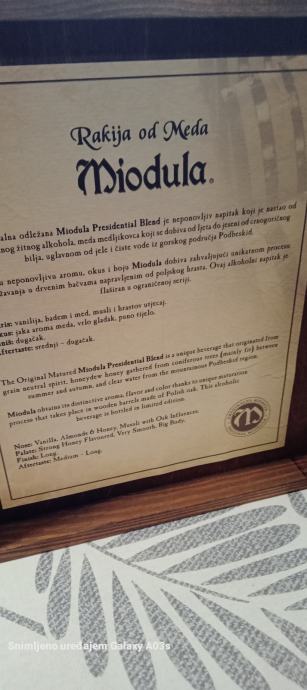 Rakija od Meda
Miodula®
alna odležana Miodula Presidential Blend je neponovljiv napitak koji je nastao od
nog žitnog alkohola, meda medljikovca koji se dobiva od ljeta do jeseni od crnogoričnog
bilja, uglavnom od jele i čiste vode iz gorskog područja Podbeskid.
u neponovljivu aromu, okus i boju Miodula dobiva zahvaljujući unikatnom procesu
žavanja u drvenim bačvama napravljenim od poljskog hrasta. Ovaj alkoholni napitak je
flaširan u ograničenoj seriji.
ris: vanilija, badem i med, musli i hrastov utjecaj.
kus: jaka aroma meda, vrlo gladak, puno tijelo.
niš: dugačak.
aftertaste: srednji – dugačak.
The Original Matured Miodula Presidential Blend is a unique beverage that originated from
grain neutral spirit, honeydew honey gathered from coniferous trees (mainly fir) between
summer and autumn, and clear water from the mountainous Podbeskid region.
Miodula obtains its distinctive aroma, flavor and color thanks to unique maturation
process that takes place in wooden barrels made of Polish oak. This alcoholic
beverage is bottled in limited edition.
Nose: Vanilla, Almonds & Honey, Muesli with Oak Influences.
Palate: Strong Honey Flavoured, Very Smooth, Big Body.
Finish: Long.
Aftertaste: Medium - Long.
M
Snimljeno uređajem Galaxy A03s